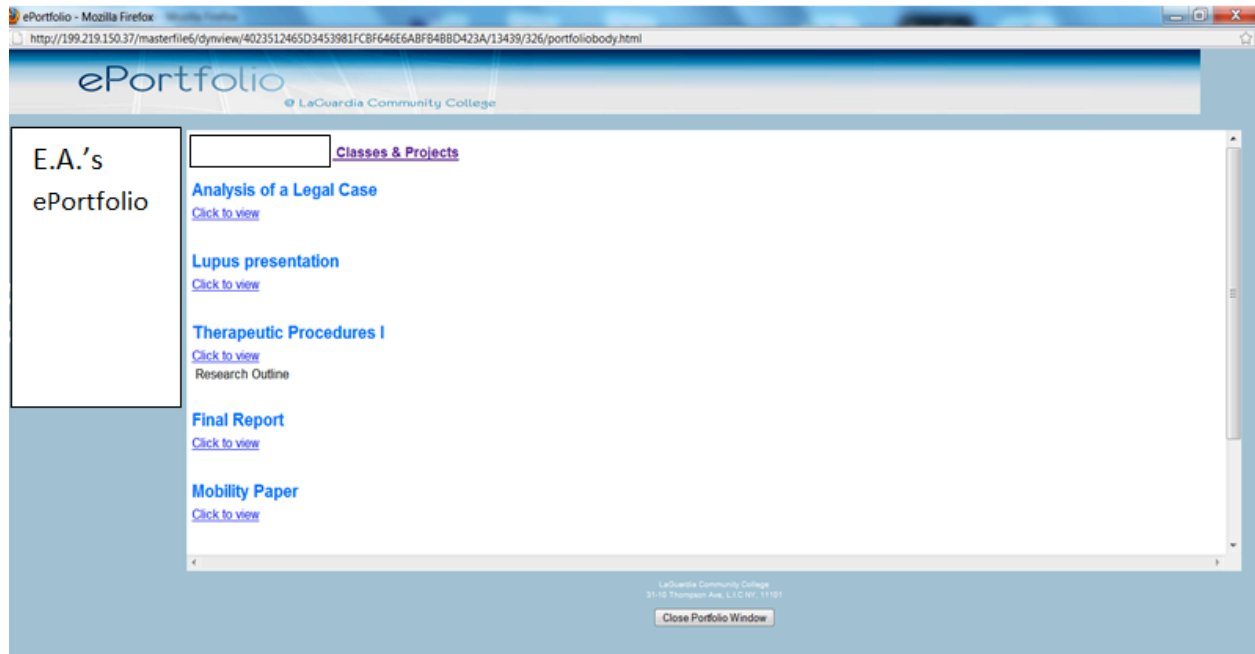 ePortfolio - Mozilla Firefox
http://199.219.150.37/masterfile6/dynview/4023512465D3453981FCBF646E6ABFB4BBD423A/13439/326/portfoliobody.html
ePortfolio
@ LaGuardia Community College
E.A.'s
ePortfolio
Classes & Projects
Analysis of a Legal Case
Click to view
Lupus presentation
Click to view
Therapeutic Procedures I
Click to view
Research Outline
Final Report
Click to view
Mobility Paper
Click to view
LaGuardia Community College
31-10 Thompson Ave, L.I.C NY, 11101
Close Portfolio Window